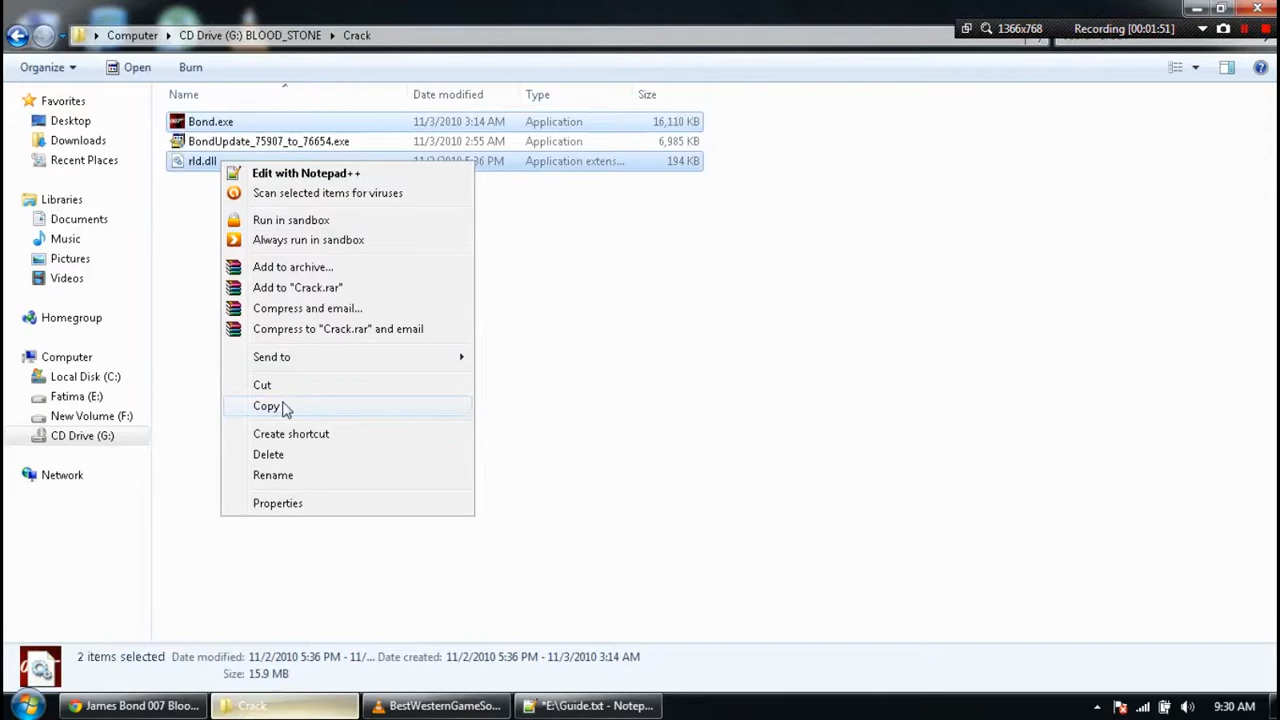 Computer CD Drive (G:) BLOOD_STONE Crack
1366x768 Recording [00:01:51]
Organize Open Burn
Name Date modified Type Size
Favorites
Desktop
Downloads
Recent Places
Libraries
Documents
Music
Pictures
Videos
Homegroup
Computer
Local Disk (C:)
Fatima (E:)
New Volume (F:)
CD Drive (G:)
Network
Bond.exe 11/3/2010 3:14 AM Application 16,110 KB
BondUpdate_75907_to_76654.exe 11/3/2010 2:55 AM Application 6,985 KB
rld.dll 5:36 PM Application extens... 194 KB
Edit with Notepad++
Scan selected items for viruses
Run in sandbox
Always run in sandbox
Add to archive...
Add to "Crack.rar"
Compress and email...
Compress to "Crack.rar" and email
Send to
Cut
Copy
Create shortcut
Delete
Rename
Properties
2 items selected Date modified: 11/2/2010 5:36 PM - 11/... Date created: 11/2/2010 5:36 PM - 11/3/2010 3:14 AM
Size: 15.9 MB
James Bond 007 Bloo... Crack BestWesternGameSo... *E:\Guide.txt - Notep... 9:30 AM